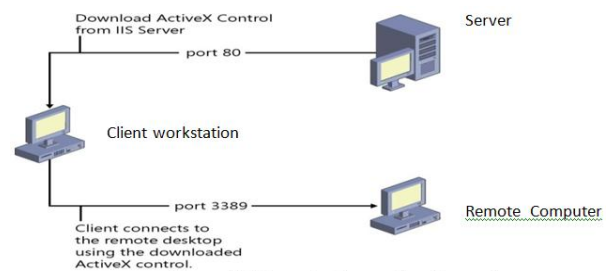 Download ActiveX Control
from IIS Server
Server
port 80
Client workstation
port 3389
Remote Computer
Client connects to
the remote desktop
using the downloaded
ActiveX control.